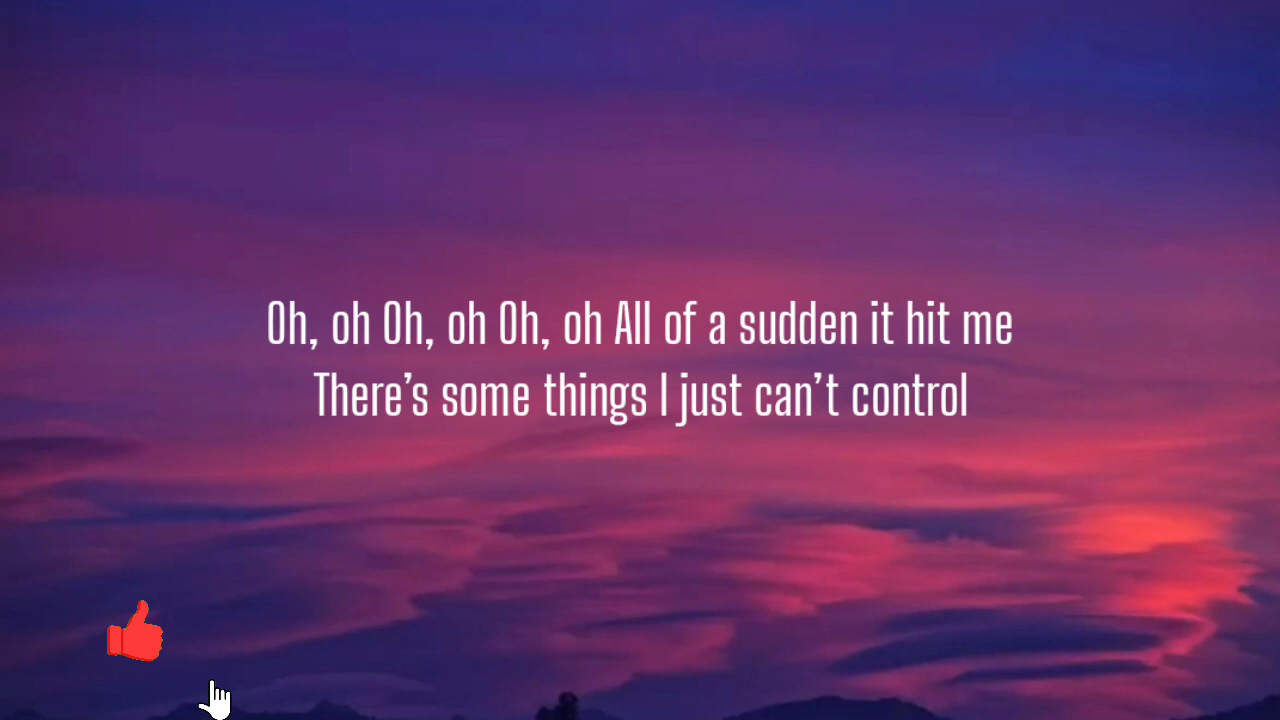 Oh, oh Oh, oh Oh, oh All of a sudden it hit me
There’s some things I just can’t control